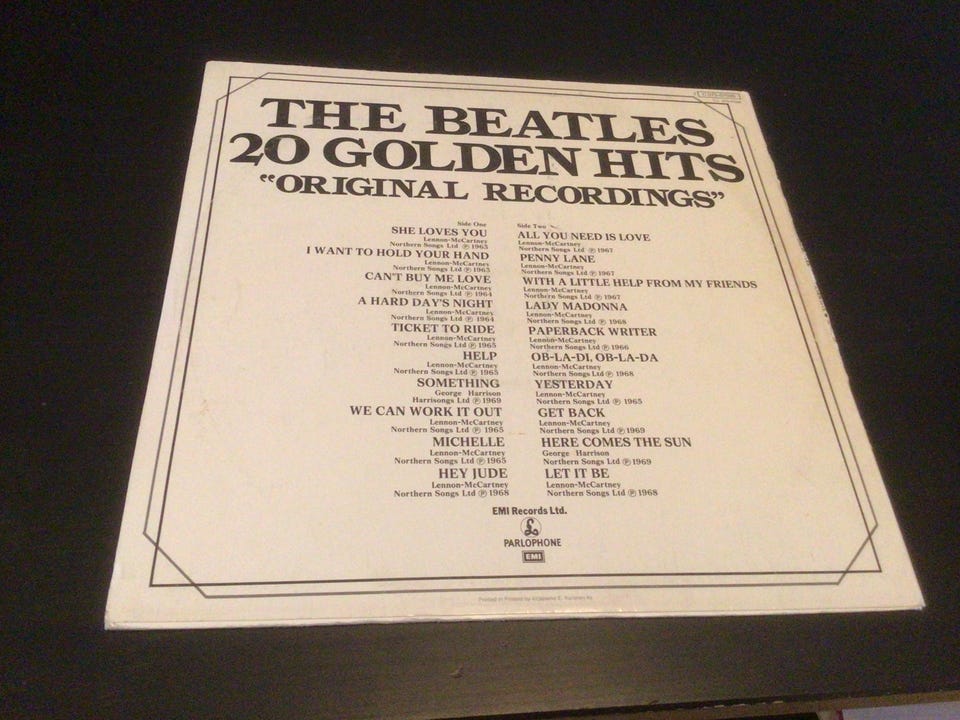 THE BEATLES
20 GOLDEN HITS
“ORIGINAL RECORDINGS”
Side One
SHE LOVES YOU
Lennon-McCartney
Northern Songs Ltd ℗ 1963
I WANT TO HOLD YOUR HAND
Lennon-McCartney
Northern Songs Ltd ℗ 1963
CAN'T BUY ME LOVE
Lennon-McCartney
Northern Songs Ltd ℗ 1964
A HARD DAY'S NIGHT
Lennon-McCartney
Northern Songs Ltd ℗ 1964
TICKET TO RIDE
Lennon-McCartney
Northern Songs Ltd ℗ 1965
HELP
Lennon-McCartney
Northern Songs Ltd ℗ 1965
SOMETHING
George Harrison
Harrisongs Ltd ℗ 1969
WE CAN WORK IT OUT
Lennon-McCartney
Northern Songs Ltd ℗ 1965
MICHELLE
Lennon-McCartney
Northern Songs Ltd ℗ 1965
HEY JUDE
Lennon-McCartney
Northern Songs Ltd ℗ 1968
Side Two
ALL YOU NEED IS LOVE
Lennon-McCartney
Northern Songs Ltd ℗ 1967
PENNY LANE
Lennon-McCartney
Northern Songs Ltd ℗ 1967
WITH A LITTLE HELP FROM MY FRIENDS
Lennon-McCartney
Northern Songs Ltd ℗ 1967
LADY MADONNA
Lennon-McCartney
Northern Songs Ltd ℗ 1968
PAPERBACK WRITER
Lennon-McCartney
Northern Songs Ltd ℗ 1966
OB-LA-DI, OB-LA-DA
Lennon-McCartney
Northern Songs Ltd ℗ 1968
YESTERDAY
Lennon-McCartney
Northern Songs Ltd ℗ 1965
GET BACK
Lennon-McCartney
Northern Songs Ltd ℗ 1969
HERE COMES THE SUN
George Harrison
Northern Songs Ltd ℗ 1969
LET IT BE
Lennon-McCartney
Northern Songs Ltd ℗ 1968
EMI Records Ltd.
£
PARLOPHONE
EMI